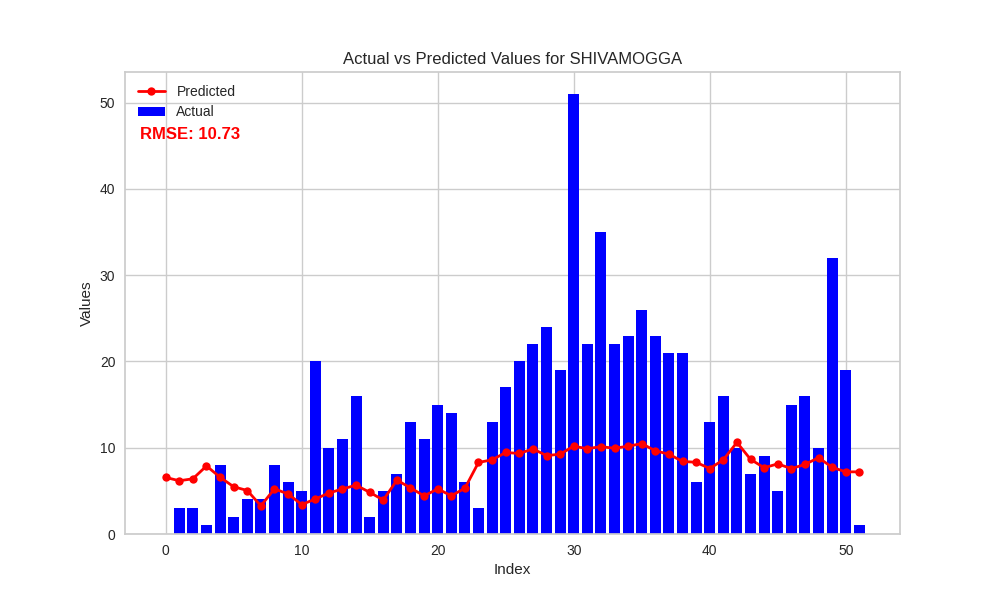 Actual vs Predicted Values for SHIVAMOGGA
Predicted
Actual
RMSE: 10.73
50
40
30
20
10
0
Values
0 10 20 30 40 50
Index